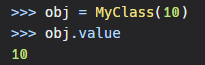 >>> obj = MyClass(10)
>>> obj.value
10